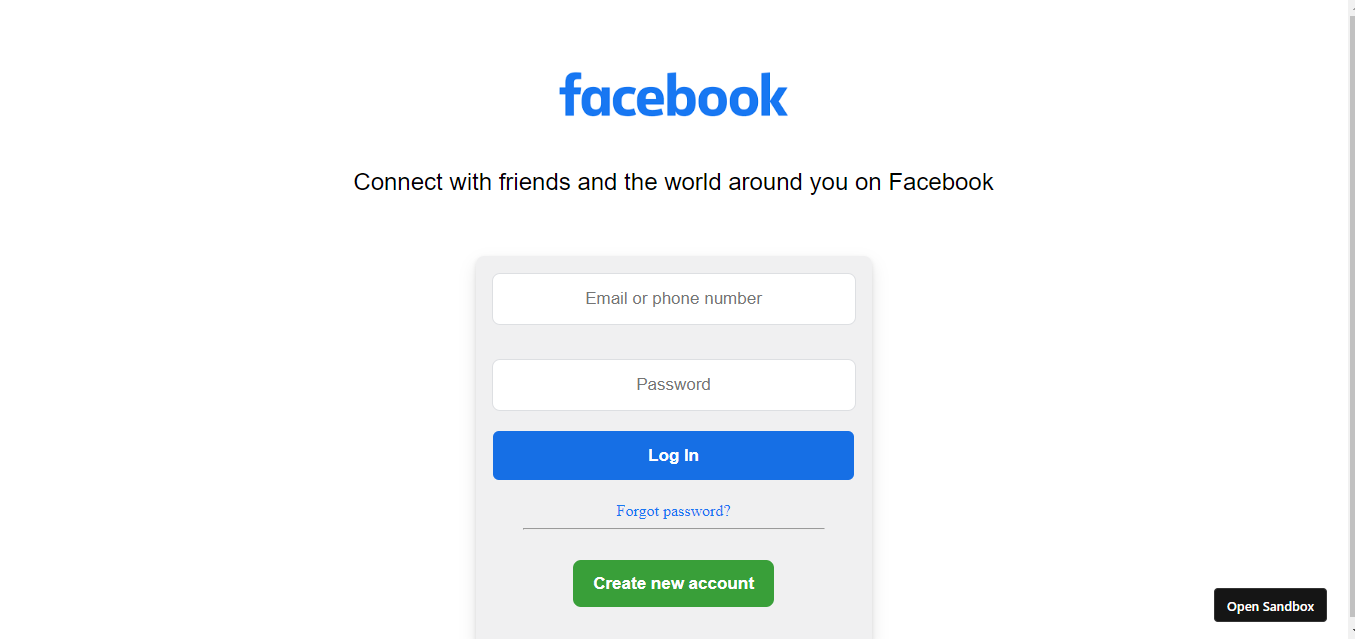 facebook
Connect with friends and the world around you on Facebook
Email or phone number
Password
Log In
Forgot password?
Create new account
Open Sandbox